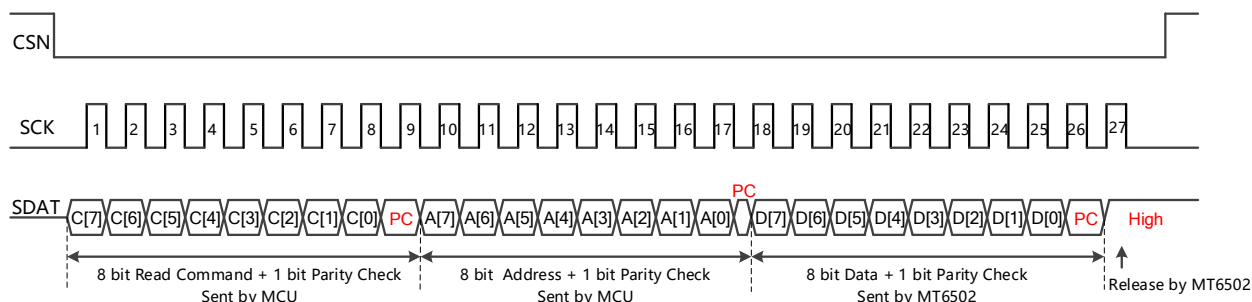 CSN
SCK 1 2 3 4 5 6 7 8 9 10 11 12 13 14 15 16 17 18 19 20 21 22 23 24 25 26 27
PC
SDAT C[7] C[6] C[5] C[4] C[3] C[2] C[1] C[0] PC A[7] A[6] A[5] A[4] A[3] A[2] A[1] A[0] D[7] D[6] D[5] D[4] D[3] D[2] D[1] D[0] PC High
8 bit Read Command + 1 bit Parity Check 8 bit Address + 1 bit Parity Check 8 bit Data + 1 bit Parity Check Release by MT6502
Sent by MCU Sent by MCU Sent by MT6502